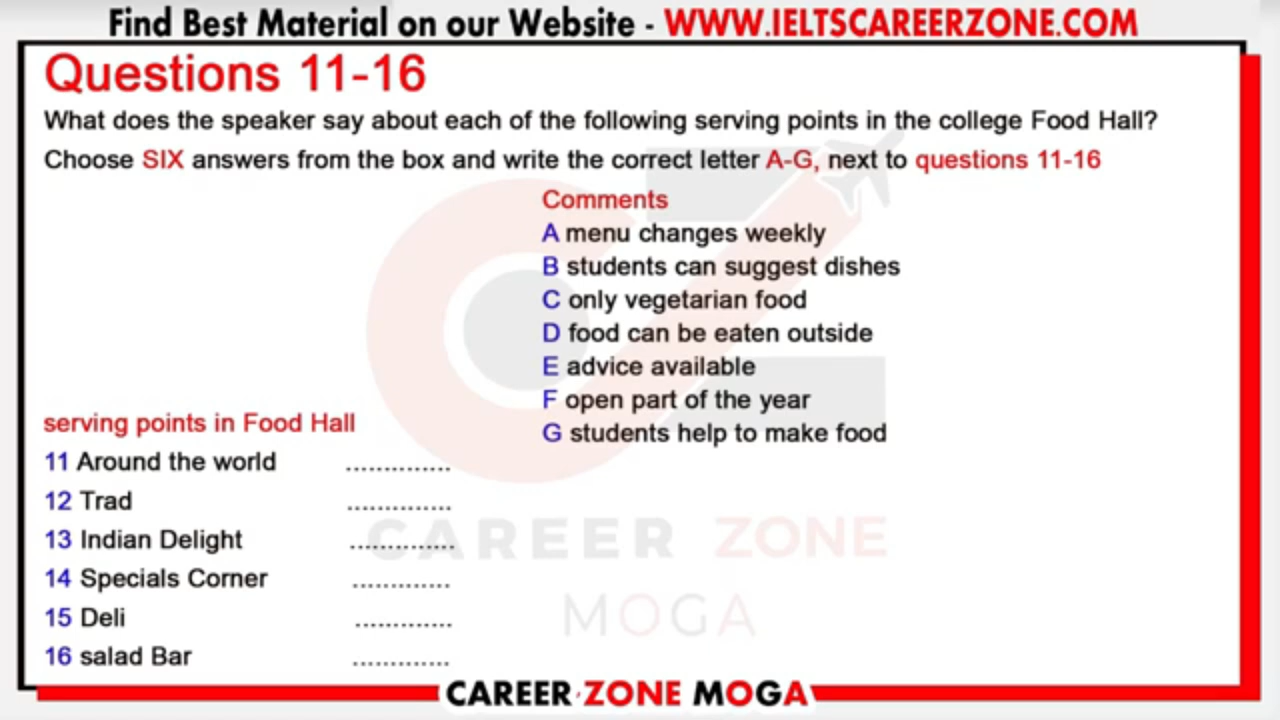 Find Best Material on our Website - WWW.IELTSCAREERZONE.COM
Questions 11-16
What does the speaker say about each of the following serving points in the college Food Hall?
Choose SIX answers from the box and write the correct letter A-G, next to questions 11-16
Comments
A menu changes weekly
B students can suggest dishes
C only vegetarian food
D food can be eaten outside
E advice available
F open part of the year
G students help to make food
serving points in Food Hall
11 Around the world ..............
12 Trad ..............
13 Indian Delight ..............
14 Specials Corner .............
15 Deli .............
16 salad Bar .............
CAREER ZONE
MOGA
CAREER ZONE MOGA